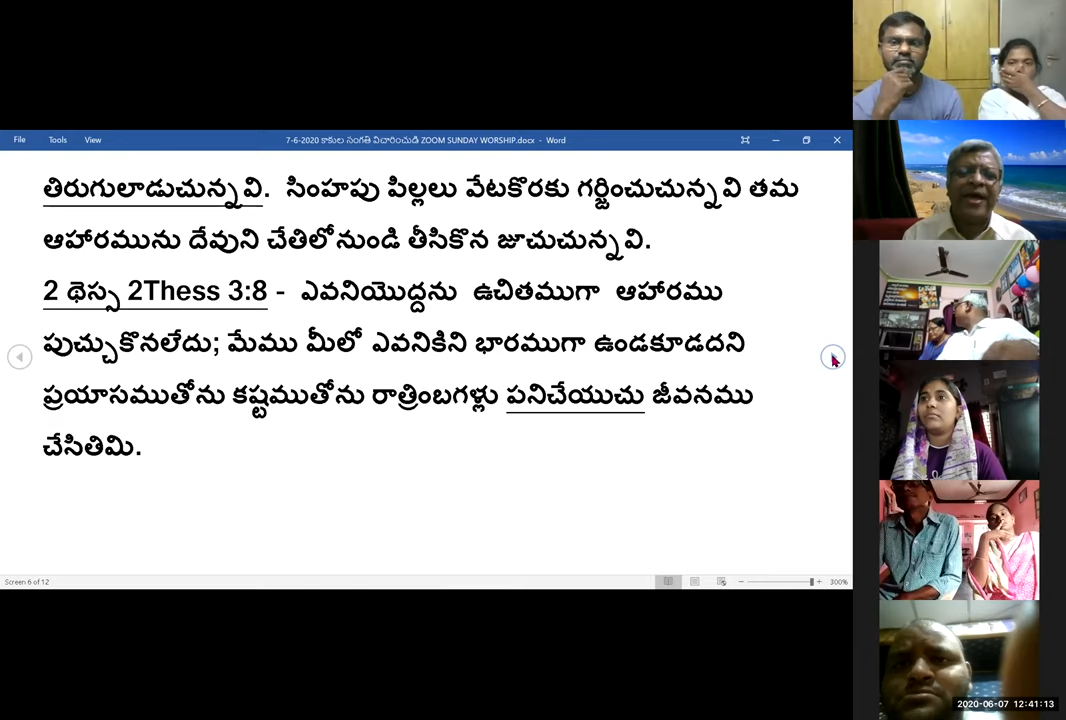 File Tools View 7-6-2020 కాకుల సంగతి విచారించుడి ZOOM SUNDAY WORSHIP.docx - Word
తిరుగులాడుచున్నవి. సింహపు పిల్లలు వేటకొరకు గర్జించుచున్నవి తమ
ఆహారమును దేవుని చేతిలోనుండి తీసికొన జూచుచున్నవి.
2 థెస్స 2Thess 3:8 - ఎవనియొద్దను ఉచితముగా ఆహారము
పుచ్చుకొనలేదు; మేము మీలో ఎవనికిని భారముగా ఉండకూడదని
ప్రయాసముతోను కష్టముతోను రాత్రింబగళ్లు పనిచేయుచు జీవనము
చేసితిమి.
Screen 6 of 12 300%
2020-06-07 12:41:13